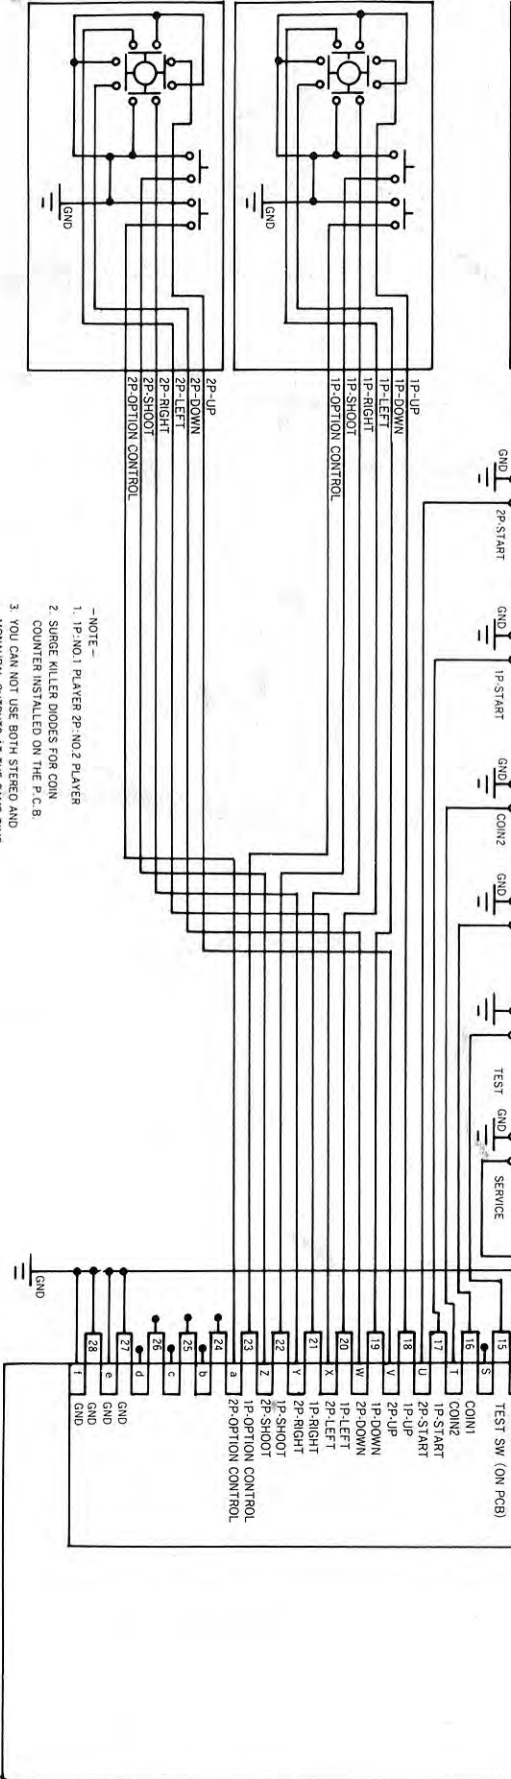 GND
GND
2P-UP
2P-DOWN
2P-LEFT
2P-RIGHT
2P-SHOOT
2P-OPTION CONTROL
1P-UP
1P-DOWN
1P-LEFT
1P-RIGHT
1P-SHOOT
1P-OPTION CONTROL
GND
2P-START
GND
1P-START
GND
COIN2
GND
TEST
GND
SERVICE
— NOTE —
1. 1P:NO.1 PLAYER 2P:NO.2 PLAYER
2. SURGE KILLER DIODES FOR COIN
COUNTER INSTALLED ON THE P.C.B.
3. YOU CAN NOT USE BOTH STEREO AND
GND
15 TEST SW (ON PCB)
S
16 COIN1
T COIN2
17 1P-START
U 2P-START
18 1P-UP
V 2P-UP
19 1P-DOWN
W 2P-DOWN
20 1P-LEFT
X 2P-LEFT
21 1P-RIGHT
Y 2P-RIGHT
22 1P-SHOOT
Z 2P-SHOOT
23 1P-OPTION CONTROL
a 2P-OPTION CONTROL
24
b
25
c
26
d
27 GND
e GND
28 GND
f GND